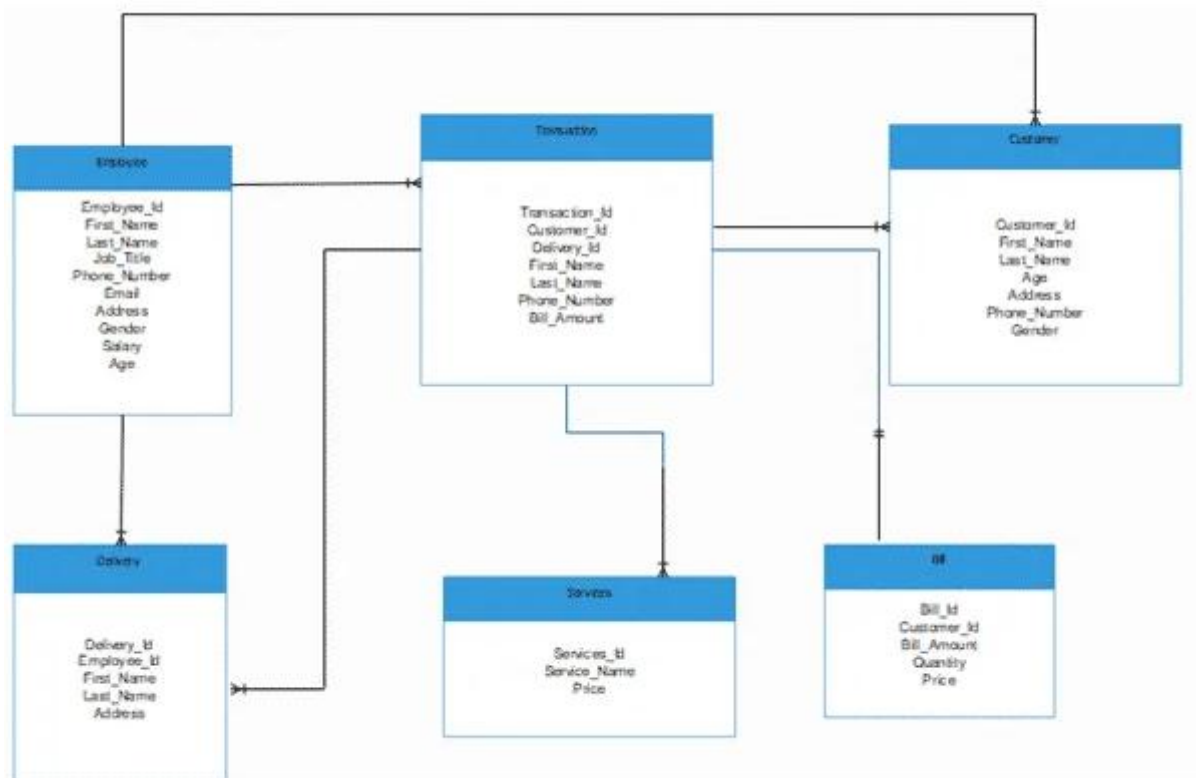 Employee
Employee_Id
First_Name
Last_Name
Job_Title
Phone_Number
Email
Address
Gender
Salary
Age
Transaction
Transaction_Id
Customer_Id
Delivery_Id
First_Name
Last_Name
Phone_Number
Bill_Amount
Customer
Customer_Id
First_Name
Last_Name
Age
Address
Phone_Number
Gender
Delivery
Delivery_Id
Employee_Id
First_Name
Last_Name
Address
Services
Services_Id
Service_Name
Price
Bill
Bill_Id
Customer_Id
Bill_Amount
Quantity
Price